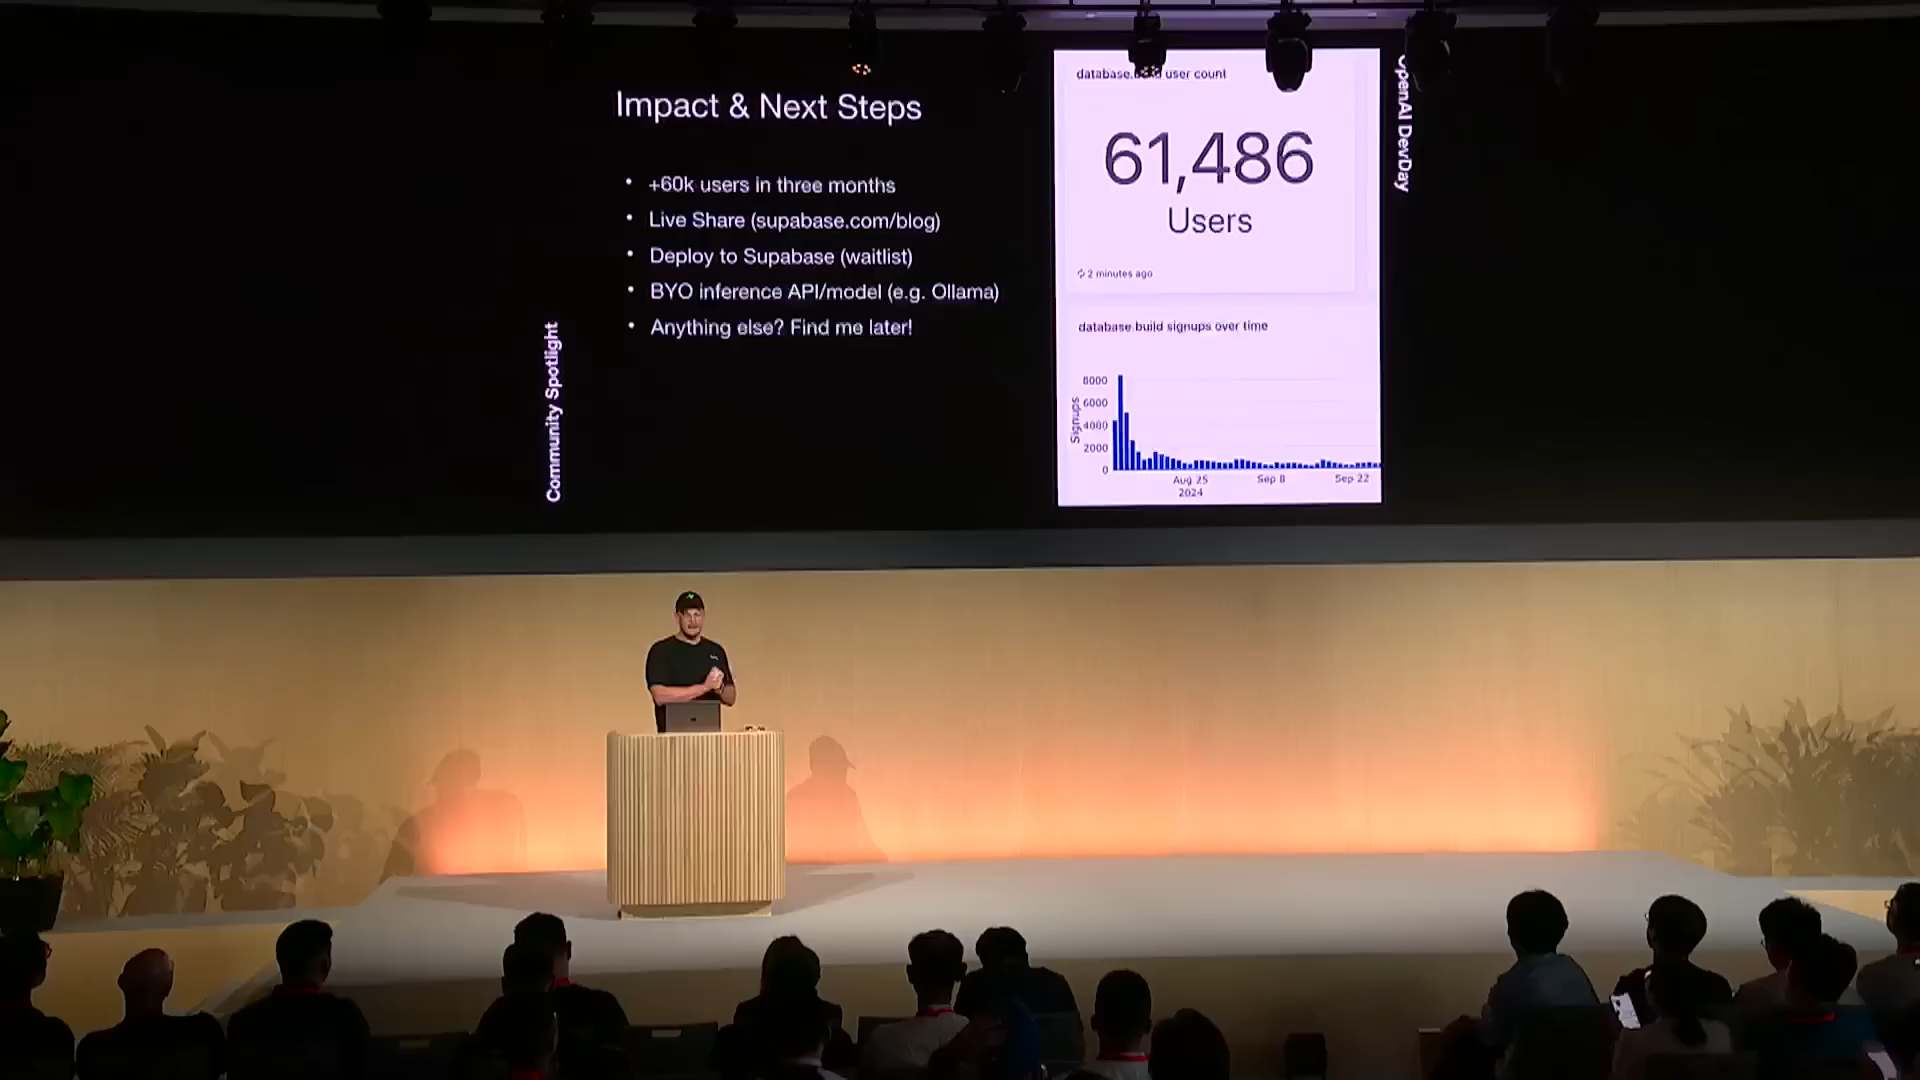 Impact & Next Steps
• +60k users in three months
• Live Share (supabase.com/blog)
• Deploy to Supabase (waitlist)
• BYO inference API/model (e.g. Ollama)
• Anything else? Find me later!
Community Spotlight
database.build user count
61,486
Users
2 minutes ago
database.build signups over time
Signups
8000
6000
4000
2000
0
Aug 25
2024
Sep 8
Sep 22
OpenAI DevDay